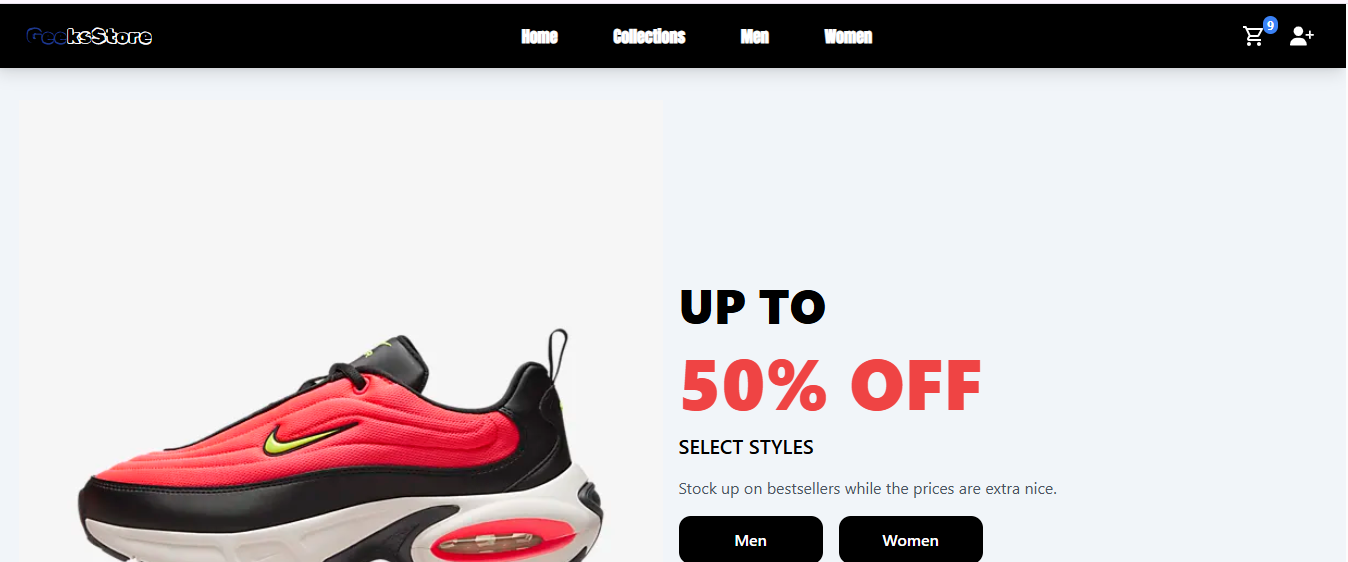 GeeksStore
Home
Collections
Men
Women
9
UP TO
50% OFF
SELECT STYLES
Stock up on bestsellers while the prices are extra nice.
Men
Women